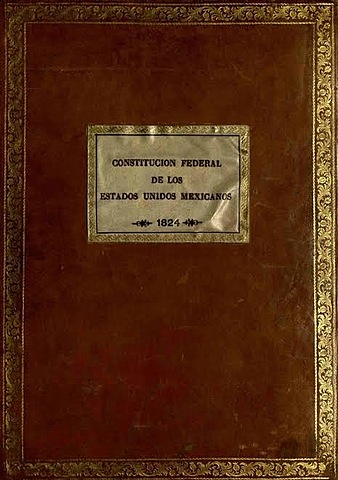 CONSTITUCION FEDERAL
DE LOS
ESTADOS UNIDOS MEXICANOS
1824